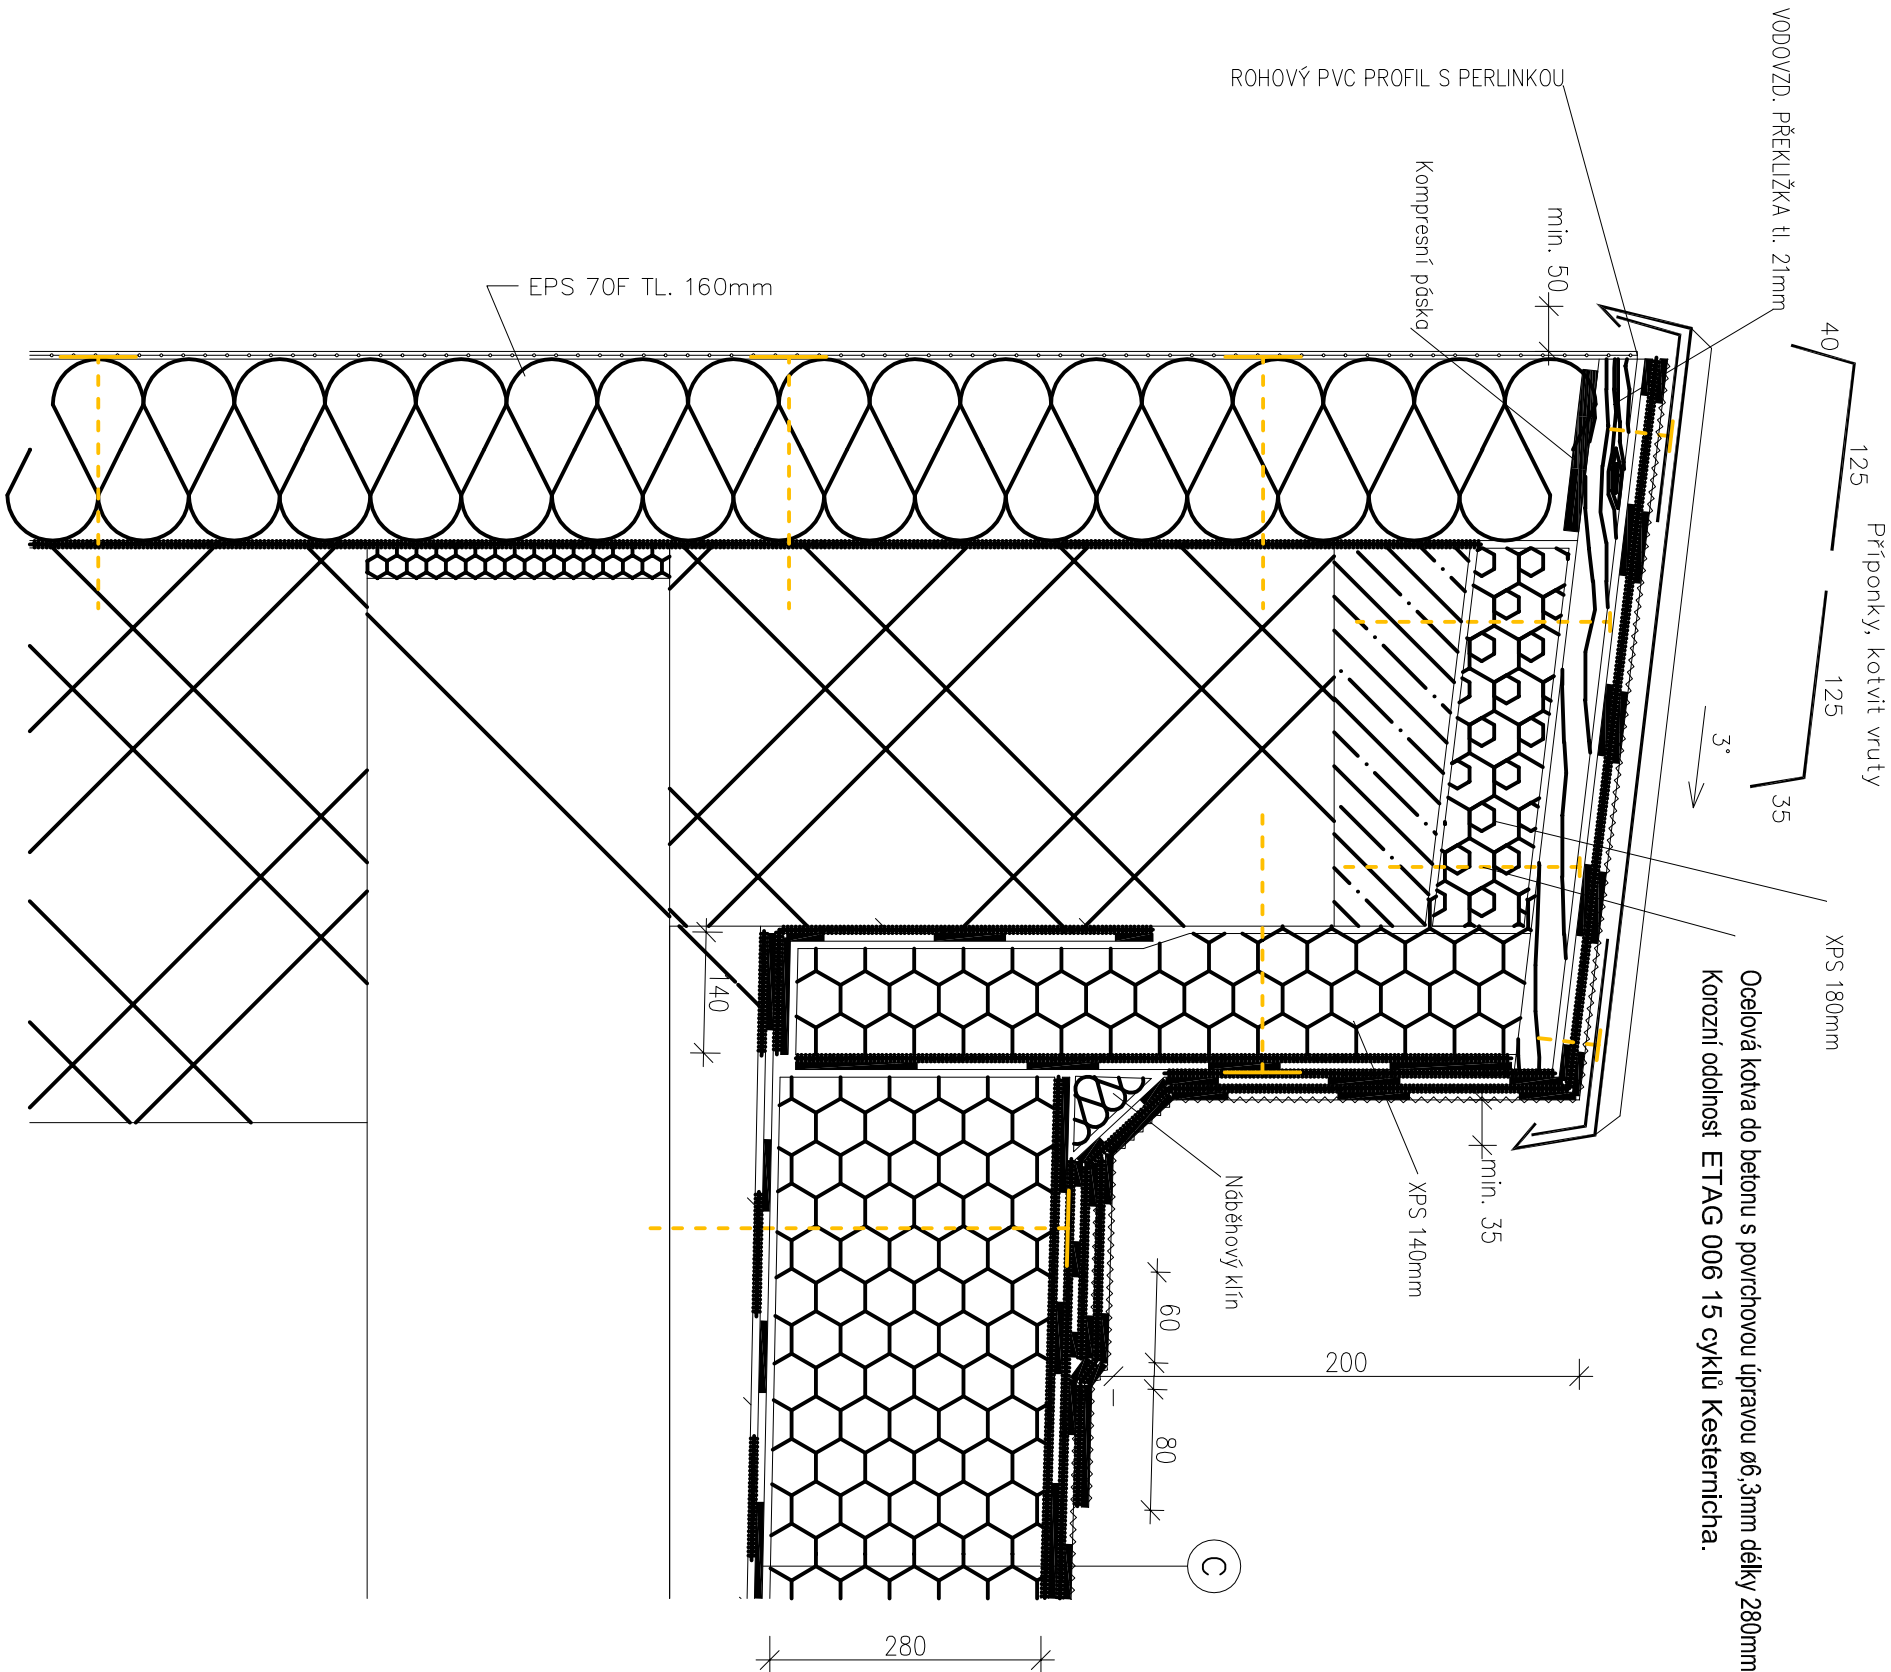 VODOVZD. PŘEKLIŽKA tl. 21mm
ROHOVÝ PVC PROFIL S PERLINKOU
Kompresní páska
min. 50
EPS 70F TL. 160mm
40
125
Příponky, kotvit vruty
125
35
3°
XPS 180mm
Ocelová kotva do betonu s povrchovou úpravou ø6,3mm délky 280mm
Korozní odolnost ETAG 006 15 cyklů Kesternicha.
140
min. 35
XPS 140mm
Náběhový klín
60
80
200
C
280